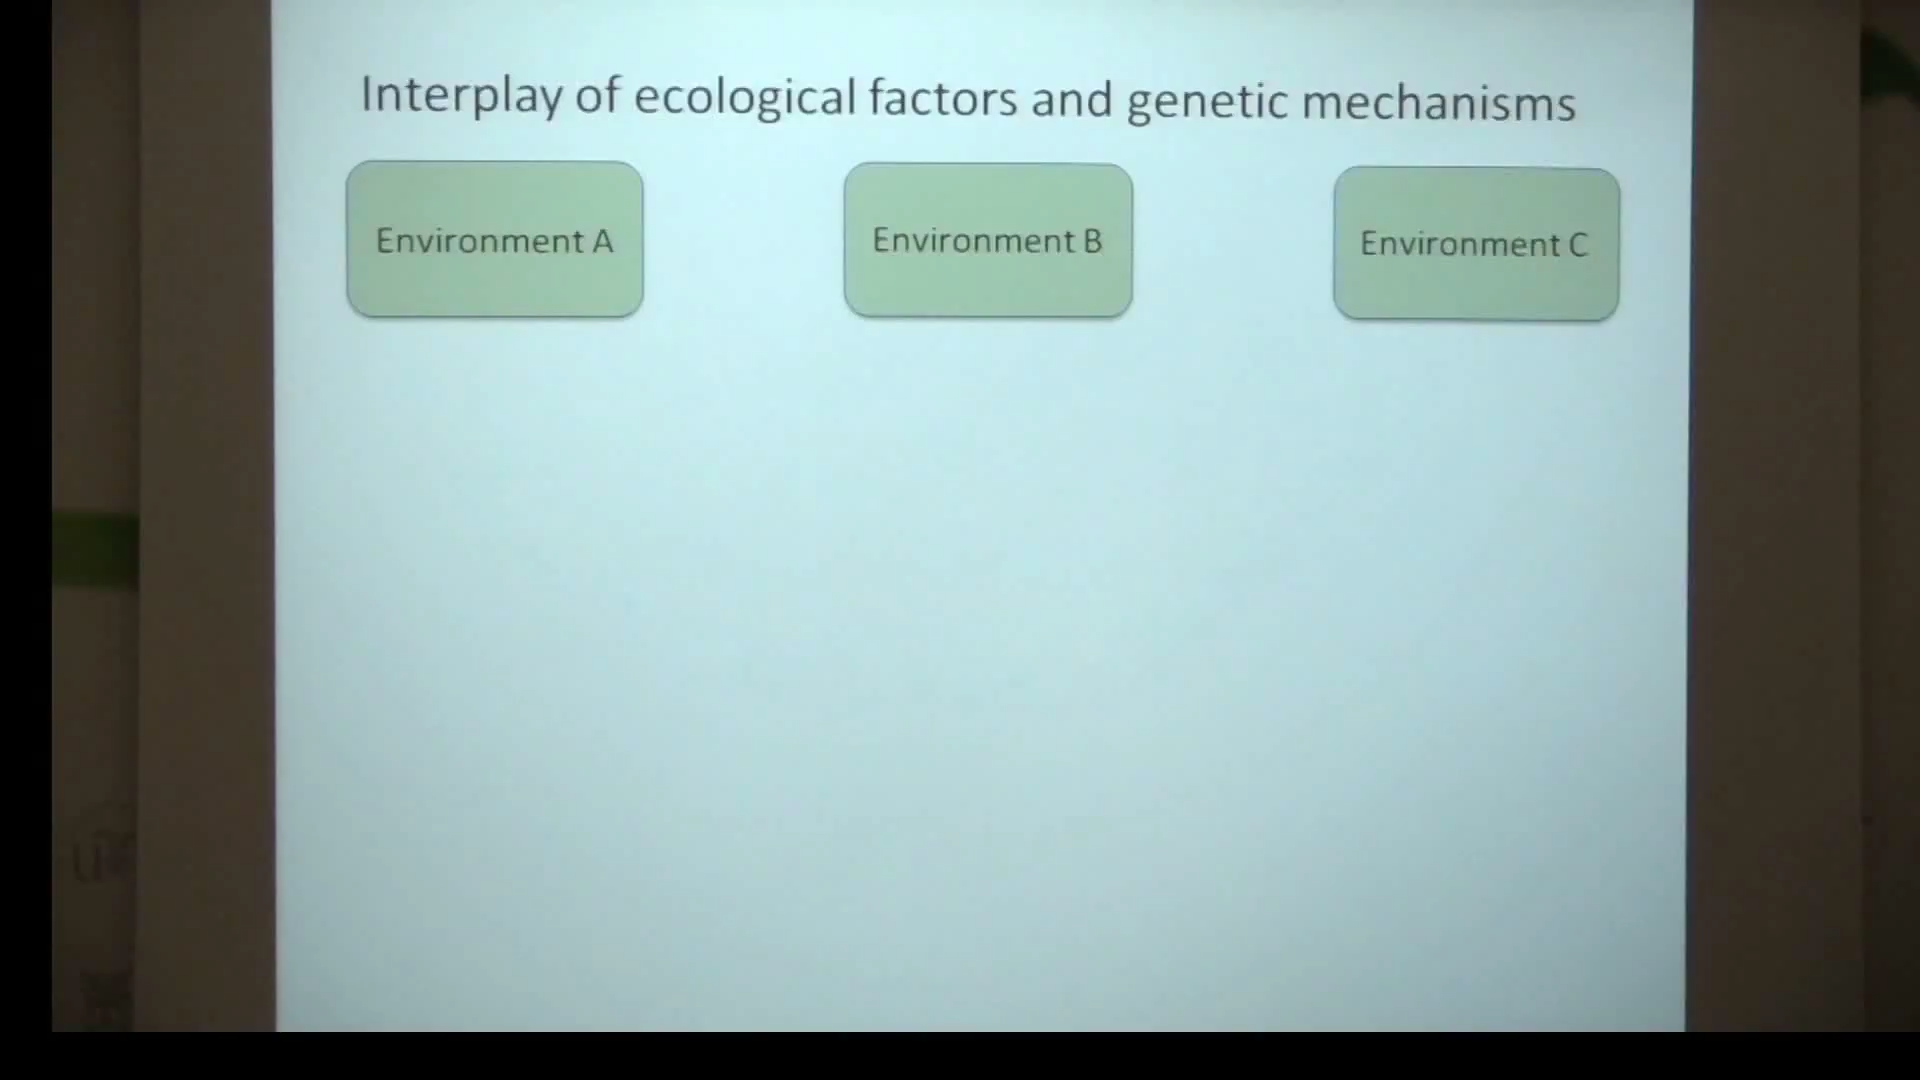 Interplay of ecological factors and genetic mechanisms
Environment A
Environment B
Environment C